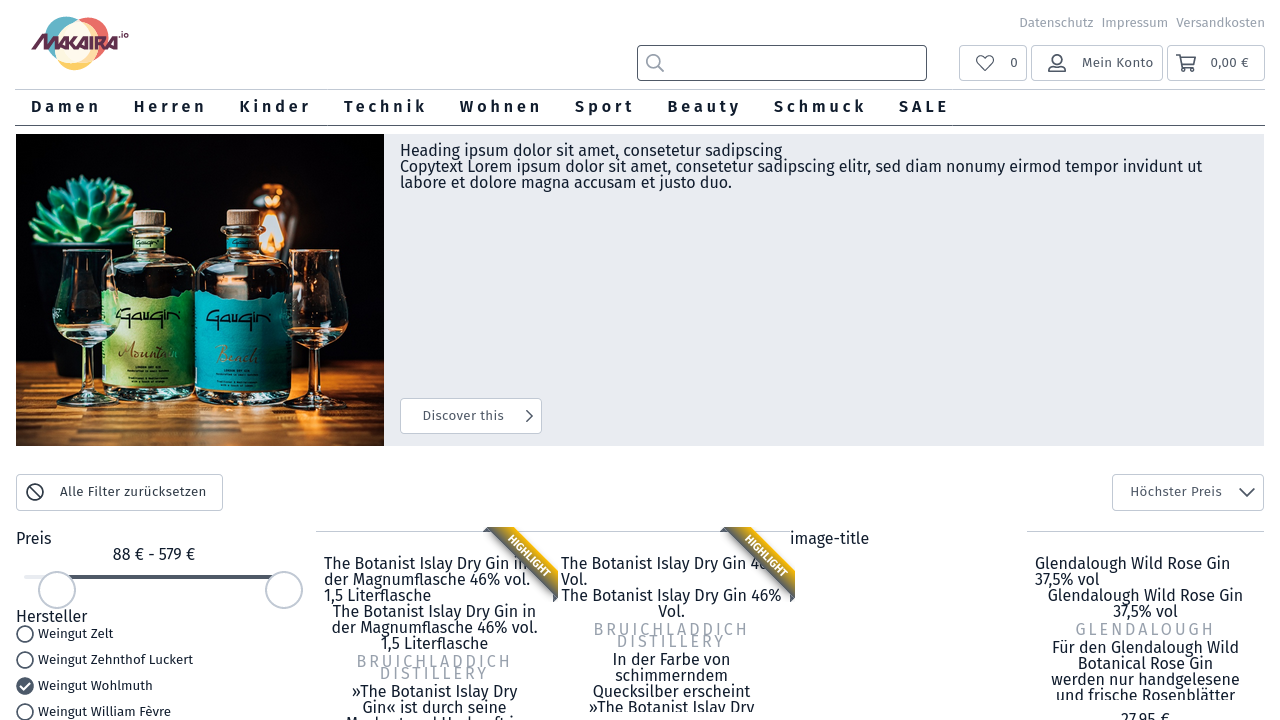 MAKAIRA.io
Datenschutz Impressum Versandkosten
0
Mein Konto
0,00 €
Damen Herren Kinder Technik Wohnen Sport Beauty Schmuck SALE
Gaugin
Mountain
Gaugin
Beach
Heading ipsum dolor sit amet, consetetur sadipscing
Copytext Lorem ipsum dolor sit amet, consetetur sadipscing elitr, sed diam nonumy eirmod tempor invidunt ut
labore et dolore magna accusam et justo duo.
Discover this
Alle Filter zurücksetzen
Höchster Preis
Preis
88 € - 579 €
Hersteller
Weingut Zelt
Weingut Zehnthof Luckert
Weingut Wohlmuth
Weingut William Fèvre
HIGHLIGHT
The Botanist Islay Dry Gin in
der Magnumflasche 46% vol.
1,5 Literflasche
The Botanist Islay Dry Gin in
der Magnumflasche 46% vol.
1,5 Literflasche
BRUICHLADDICH
DISTILLERY
»The Botanist Islay Dry
Gin« ist durch seine
HIGHLIGHT
The Botanist Islay Dry Gin 46%
Vol.
The Botanist Islay Dry Gin 46%
Vol.
BRUICHLADDICH
DISTILLERY
In der Farbe von
schimmerndem
Quecksilber erscheint
»The Botanist Islay Dry
image-title
Glendalough Wild Rose Gin
37,5% vol
Glendalough Wild Rose Gin
37,5% vol
GLENDALOUGH
Für den Glendalough Wild
Botanical Rose Gin
werden nur handgelesene
und frische Rosenblätter
27,95 €